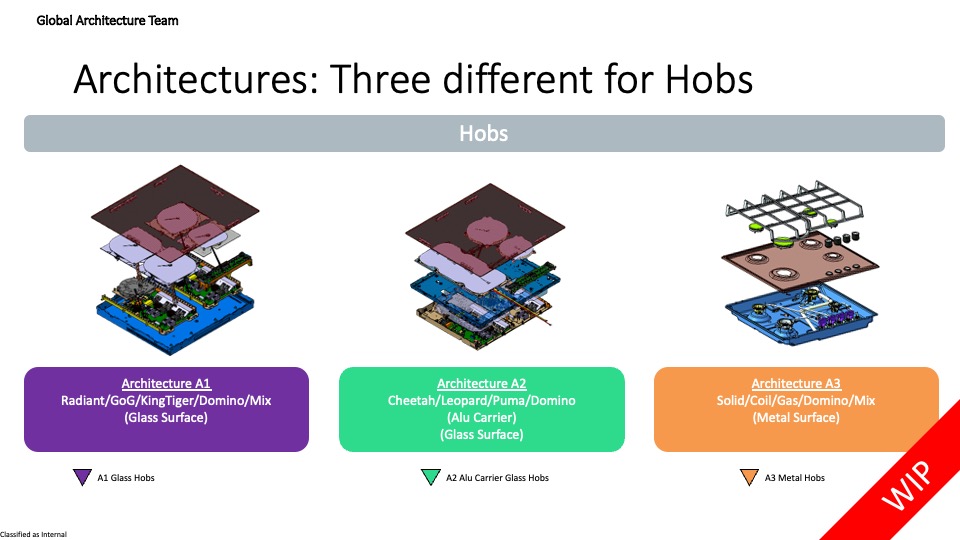 Global Architecture Team
Architectures: Three different for Hobs
Hobs
Architecture A1
Radiant/GoG/KingTiger/Domino/Mix
(Glass Surface)
Architecture A2
Cheetah/Leopard/Puma/Domino
(Alu Carrier)
(Glass Surface)
Architecture A3
Solid/Coil/Gas/Domino/Mix
(Metal Surface)
A1 Glass Hobs
A2 Alu Carrier Glass Hobs
A3 Metal Hobs
WIP
Classified as Internal